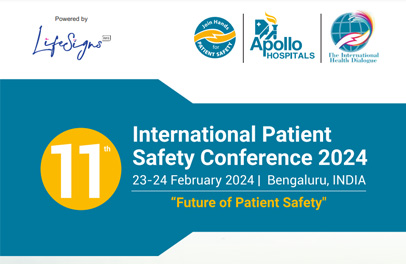 Powered by
LifeSigns
Join Hands
for
PATIENT SAFETY
Apollo
HOSPITALS
The International
Health Dialogue
11th
International Patient
Safety Conference 2024
23-24 February 2024 | Bengaluru, INDIA
“Future of Patient Safety"